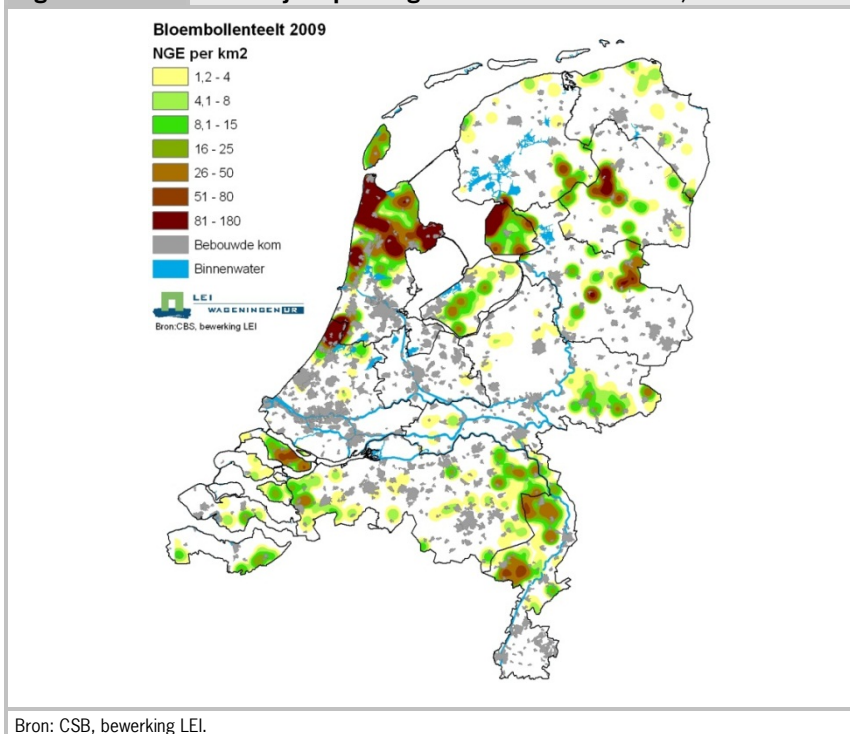 Bloembollenteelt 2009
NGE per km2
1,2 - 4
4,1 - 8
8,1 - 15
16 - 25
26 - 50
51 - 80
81 - 180
Bebouwde kom
Binnenwater
LEI
WAGENINGEN UR
Bron:CBS, bewerking LEI
Bron: CSB, bewerking LEI.